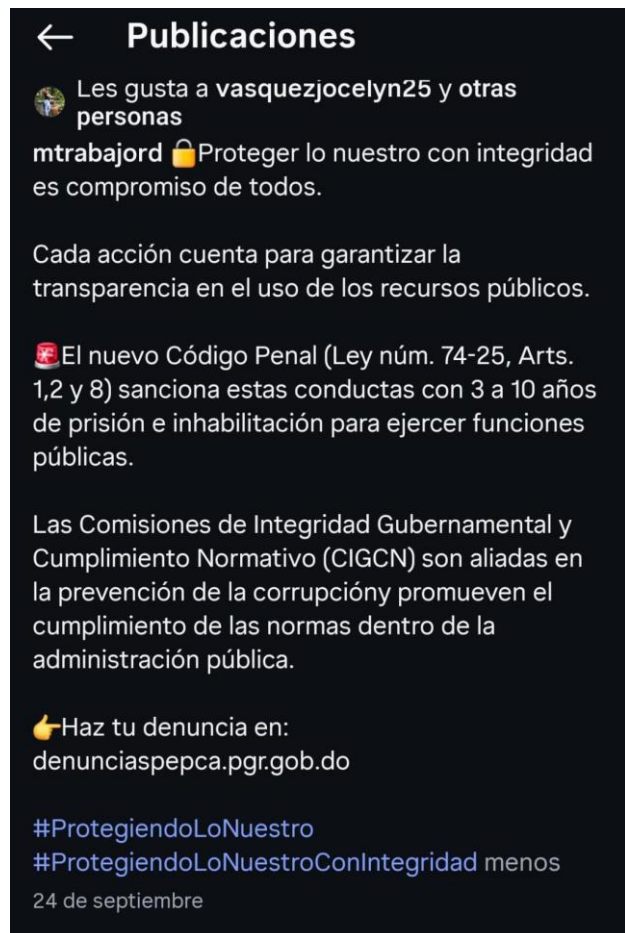 ← Publicaciones
Les gusta a vasquezjocelyn25 y otras
personas
mtrabajord 🔒Proteger lo nuestro con integridad
es compromiso de todos.
Cada acción cuenta para garantizar la
transparencia en el uso de los recursos públicos.
🚨El nuevo Código Penal (Ley núm. 74-25, Arts.
1,2 y 8) sanciona estas conductas con 3 a 10 años
de prisión e inhabilitación para ejercer funciones
públicas.
Las Comisiones de Integridad Gubernamental y
Cumplimiento Normativo (CIGCN) son aliadas en
la prevención de la corrupcióny promueven el
cumplimiento de las normas dentro de la
administración pública.
👉Haz tu denuncia en:
denunciaspepca.pgr.gob.do
#ProtegiendoLoNuestro
#ProtegiendoLoNuestroConIntegridad menos
24 de septiembre